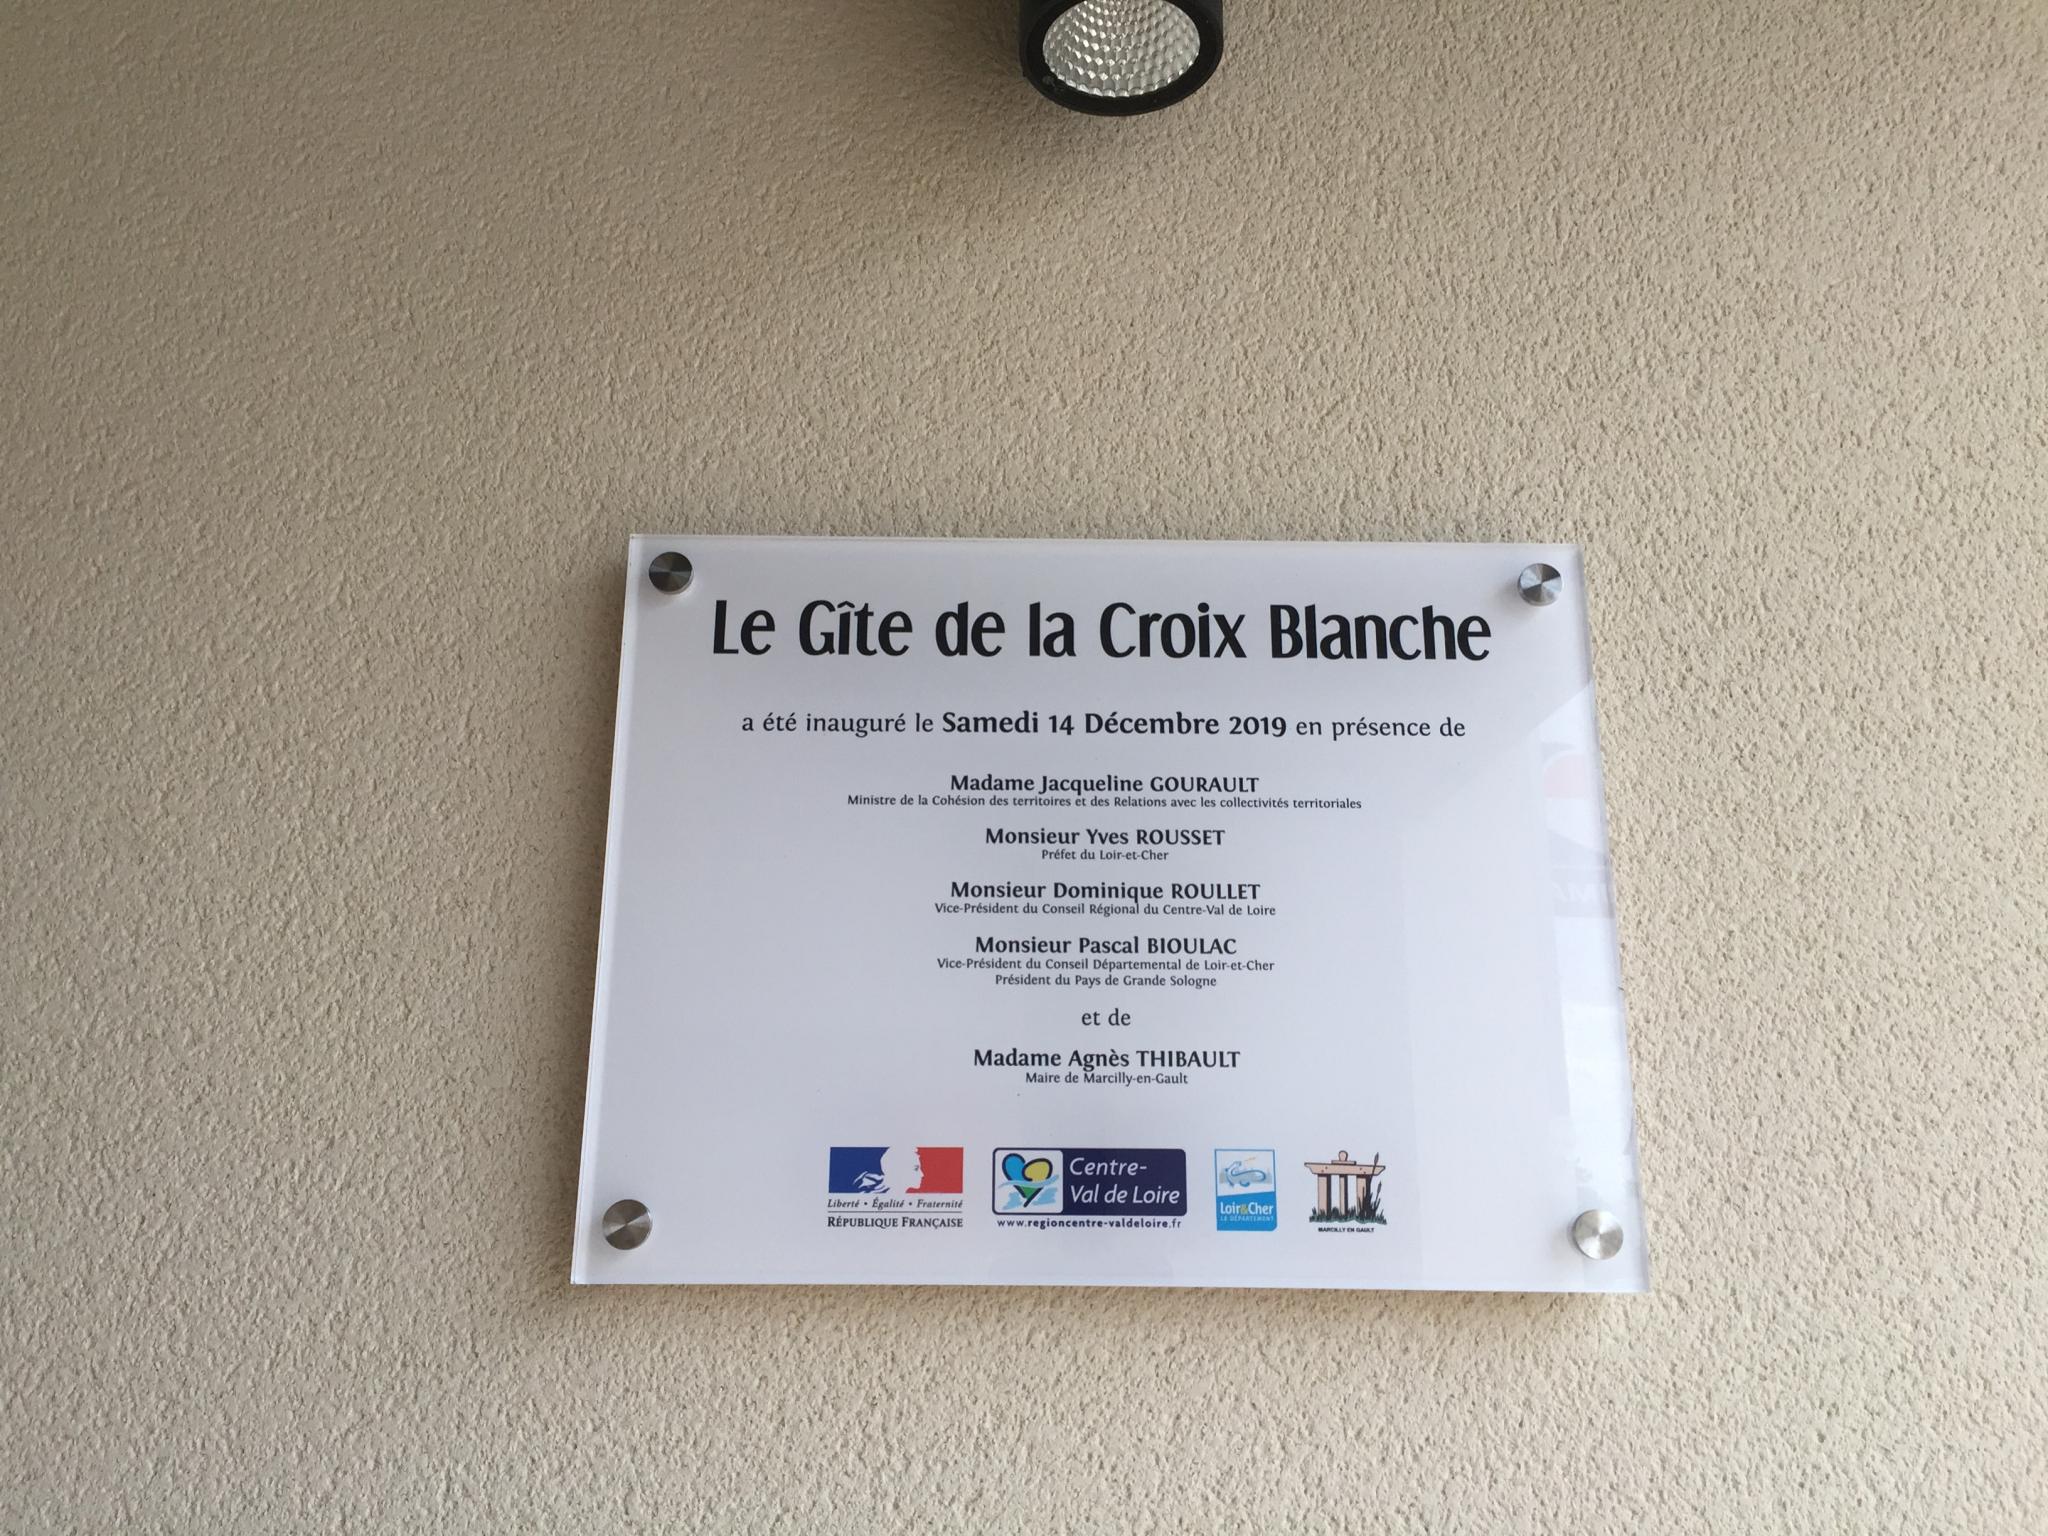 Le Gîte de la Croix Blanche
a été inauguré le Samedi 14 Décembre 2019 en présence de
Madame Jacqueline GOURAULT
Ministre de la Cohésion des territoires et des Relations avec les collectivités territoriales
Monsieur Yves ROUSSET
Préfet du Loir-et-Cher
Monsieur Dominique ROULLET
Vice-Président du Conseil Régional du Centre-Val de Loire
Monsieur Pascal BIOULAC
Vice-Président du Conseil Départemental de Loir-et-Cher
Président du Pays de Grande Sologne
et de
Madame Agnès THIBAULT
Maire de Marcilly-en-Gault
Liberté • Égalité • Fraternité
RÉPUBLIQUE FRANÇAISE
Centre-
Val de Loire
www.regioncentre-valdeloire.fr
Loir&Cher
LE DÉPARTEMENT
MARCILLY EN GAULT